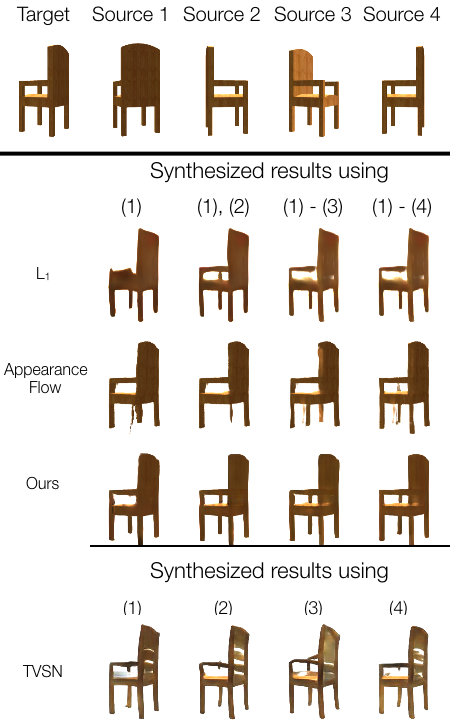 Target Source 1 Source 2 Source 3 Source 4
Synthesized results using
(1) (1), (2) (1) - (3) (1) - (4)
L₁
Appearance
Flow
Ours
Synthesized results using
(1) (2) (3) (4)
TVSN